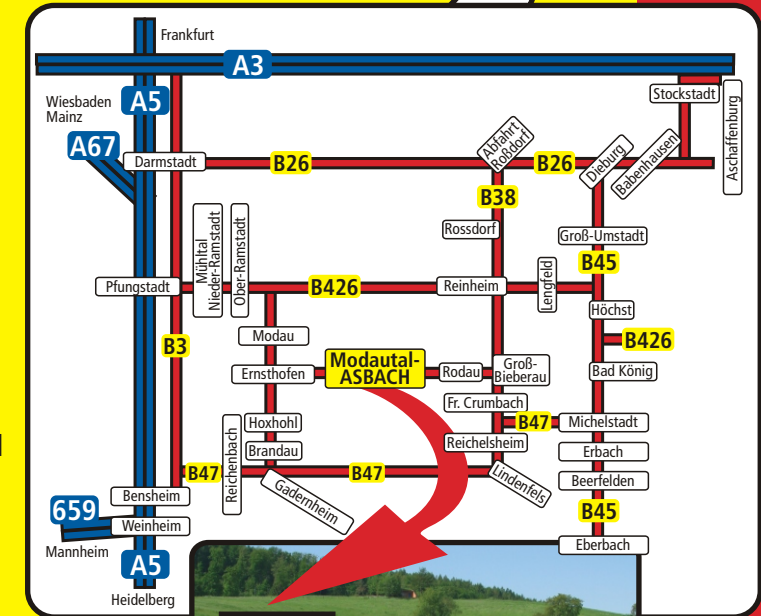 Frankfurt
A3
Wiesbaden
Mainz
A5
Stockstadt
Aschaffenburg
A67
Darmstadt
B26
Abfahrt
Roßdorf
B26
Dieburg
Babenhausen
B38
Rossdorf
Groß-Umstadt
Mühltal
Nieder-Ramstadt
Ober-Ramstadt
Lengfeld
B45
Pfungstadt
B426
Reinheim
Höchst
Modau
B3
B426
Modautal-
ASBACH
Ernsthofen
Rodau
Groß-
Bieberau
Bad König
Fr. Crumbach
Hoxhohl
B47
Michelstadt
Reichelsheim
Brandau
Erbach
Reichenbach
B47
B47
Gadernheim
Lindenfels
Beerfelden
Bensheim
659
Weinheim
B45
Mannheim
Eberbach
A5
Heidelberg